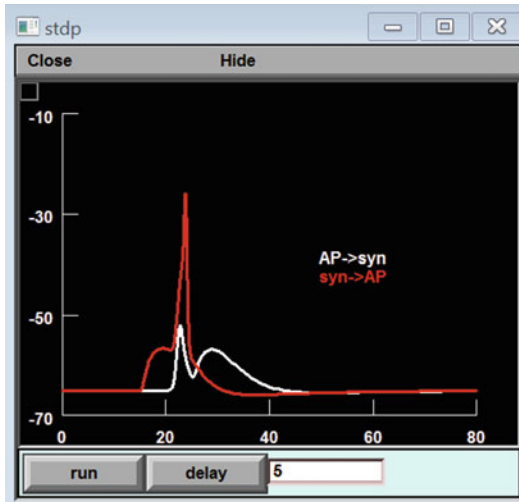 stdp
Close Hide
-10
-30
AP->syn
syn->AP
-50
-70
0 20 40 60 80
run delay 5